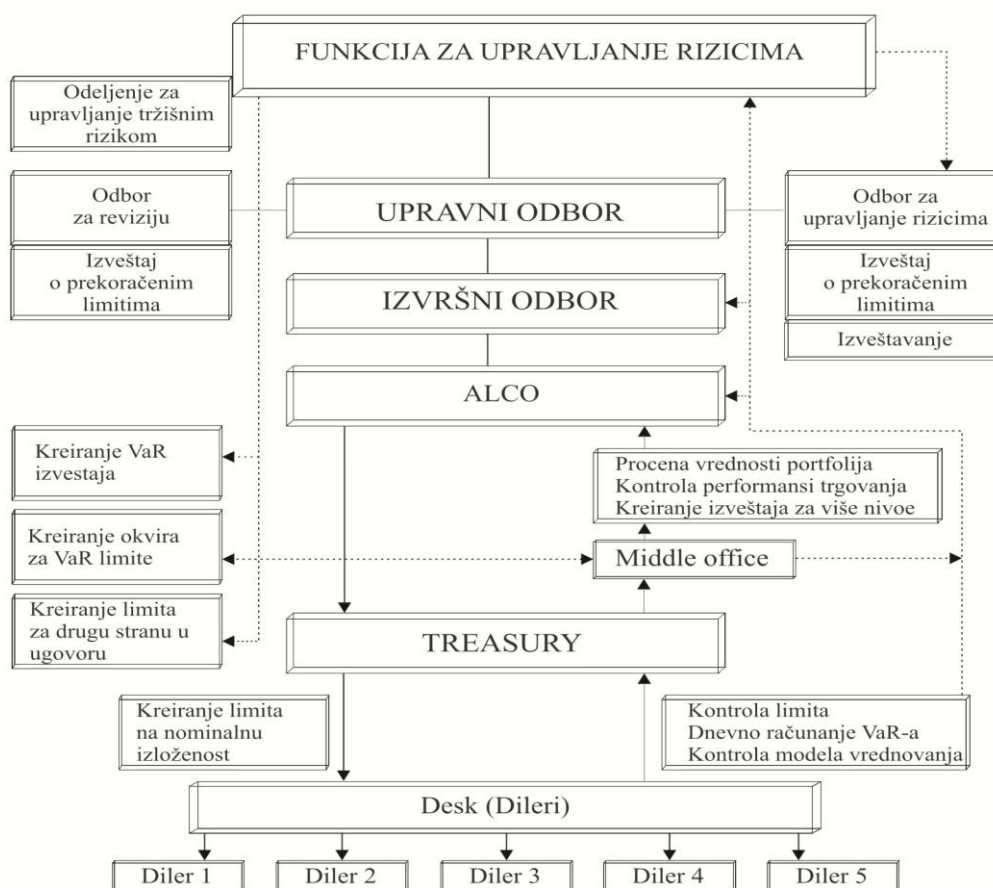 FUNKCIJA ZA UPRAVLJANJE RIZICIMA
Odeljenje za
upravljanje tržišnim
rizikom
Odbor
za reviziju
UPRAVNI ODBOR
Odbor za
upravljanje rizicima
Izveštaj
o prekoračenim
limitima
IZVRŠNI ODBOR
Izveštaj
o prekoračenim
limitima
Izveštavanje
ALCO
Kreiranje VaR
izvestaja
Procena vrednosti portfolija
Kontrola performansi trgovanja
Kreiranje izveštaja za više nivoe
Kreiranje okvira
za VaR limite
Middle office
Kreiranje limita
za drugu stranu u
ugovoru
TREASURY
Kreiranje limita
na nominalnu
izloženost
Kontrola limita
Dnevno računanje VaR-a
Kontrola modela vrednovanja
Desk (Dileri)
Diler 1
Diler 2
Diler 3
Diler 4
Diler 5